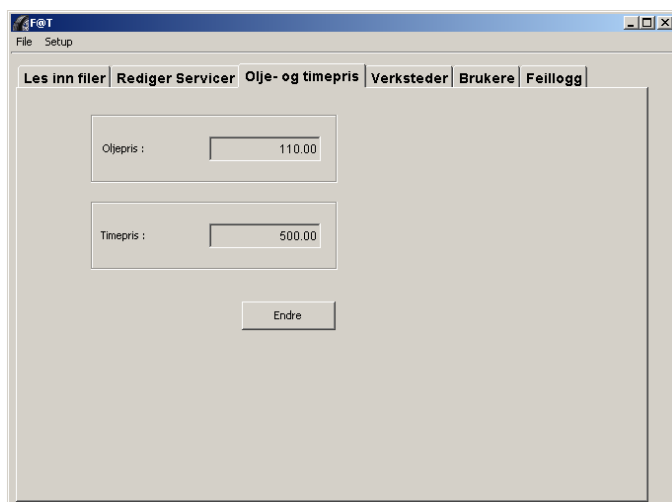 F@T
File Setup
Les inn filer Rediger Servicer Olje- og timepris Verksteder Brukere Feillogg
Oljepris : 110.00
Timepris : 500.00
Endre